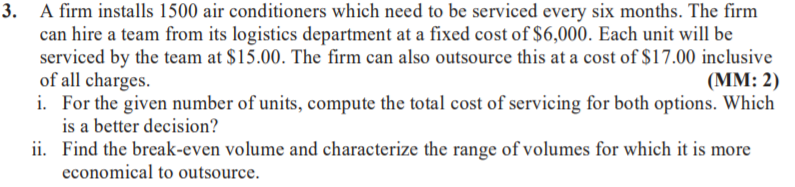 3. A firm installs 1500 air conditioners which need to be serviced every six months. The firm
can hire a team from its logistics department at a fixed cost of $6,000. Each unit will be
serviced by the team at $15.00. The firm can also outsource this at a cost of $17.00 inclusive
of all charges. (MM: 2)
i. For the given number of units, compute the total cost of servicing for both options. Which
is a better decision?
ii. Find the break-even volume and characterize the range of volumes for which it is more
economical to outsource.